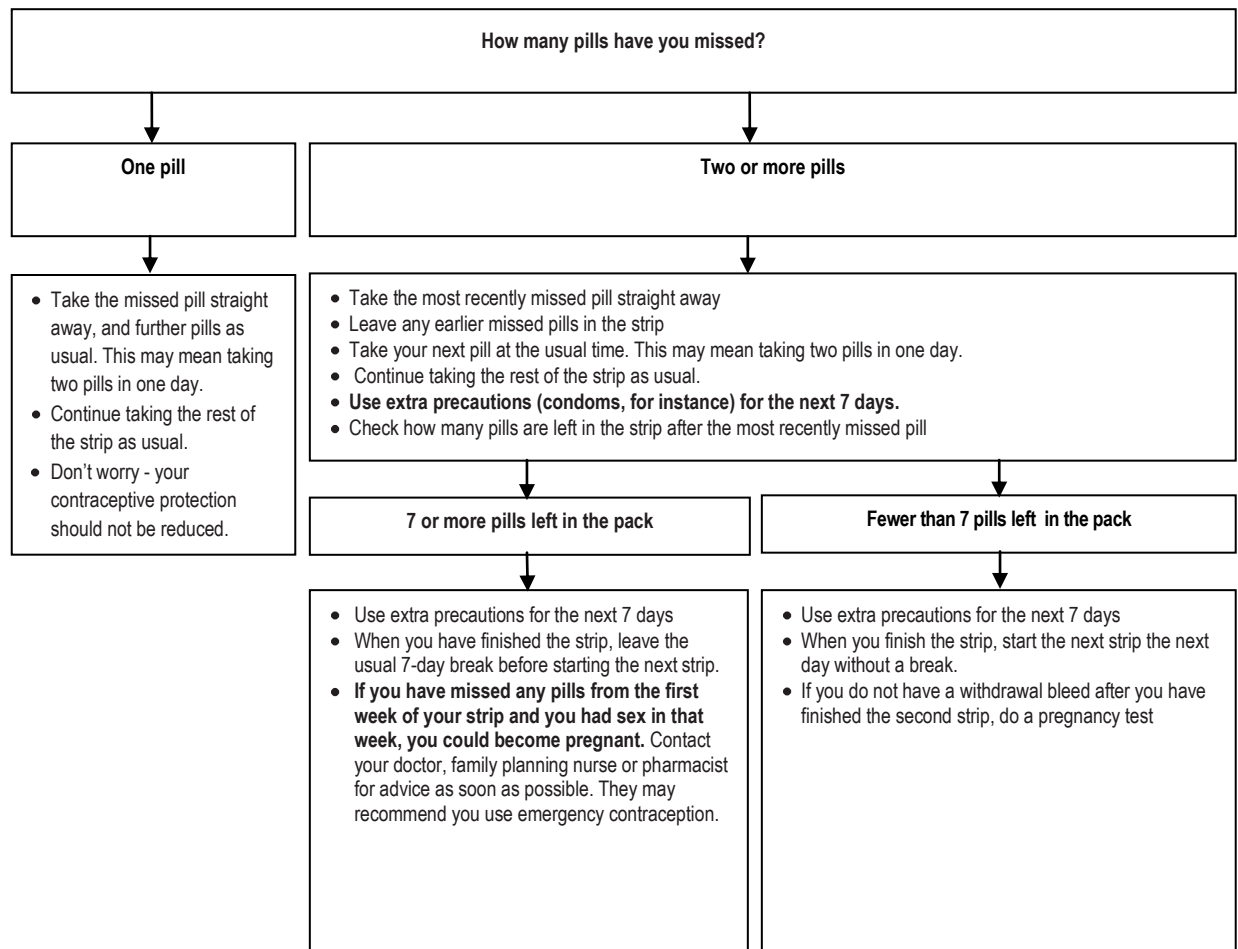 How many pills have you missed?
One pill
Two or more pills
• Take the missed pill straight
away, and further pills as
usual. This may mean taking
two pills in one day.
• Continue taking the rest of
the strip as usual.
• Don't worry - your
contraceptive protection
should not be reduced.
• Take the most recently missed pill straight away
• Leave any earlier missed pills in the strip
• Take your next pill at the usual time. This may mean taking two pills in one day.
• Continue taking the rest of the strip as usual.
• Use extra precautions (condoms, for instance) for the next 7 days.
• Check how many pills are left in the strip after the most recently missed pill
7 or more pills left in the pack
Fewer than 7 pills left in the pack
• Use extra precautions for the next 7 days
• When you have finished the strip, leave the
usual 7-day break before starting the next strip.
• If you have missed any pills from the first
week of your strip and you had sex in that
week, you could become pregnant. Contact
your doctor, family planning nurse or pharmacist
for advice as soon as possible. They may
recommend you use emergency contraception.
• Use extra precautions for the next 7 days
• When you finish the strip, start the next strip the next
day without a break.
• If you do not have a withdrawal bleed after you have
finished the second strip, do a pregnancy test